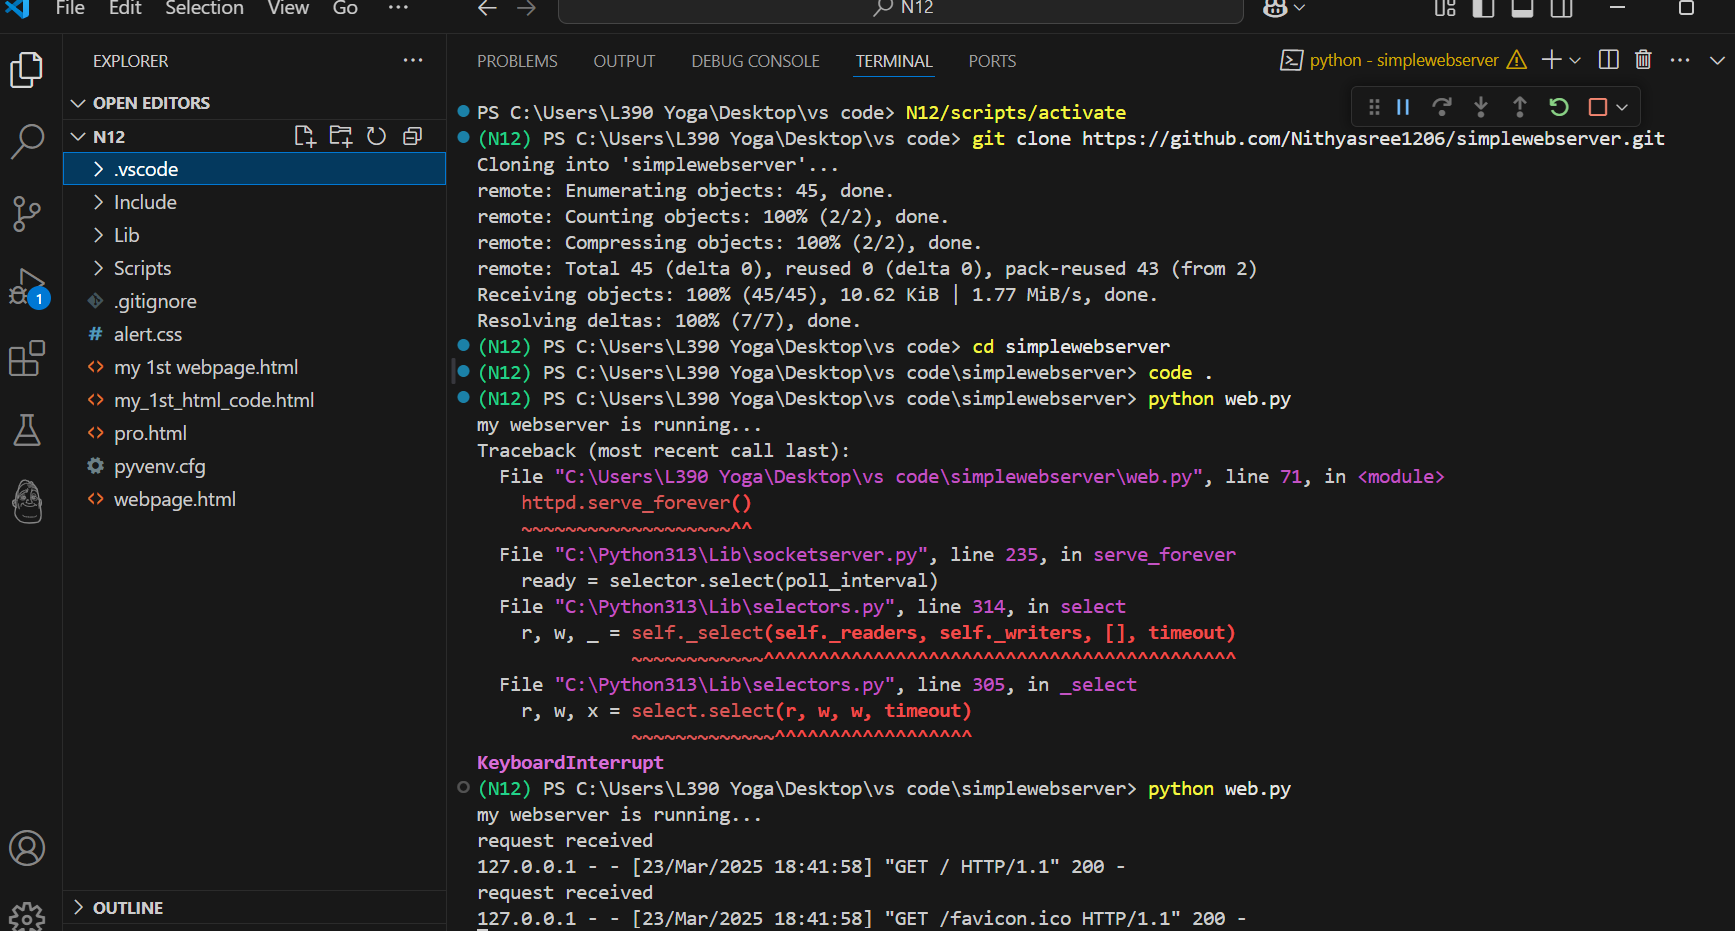 File Edit Selection View Go ··· N12
EXPLORER ···
OPEN EDITORS
N12
.vscode
Include
Lib
Scripts
.gitignore
# alert.css
<> my 1st webpage.html
<> my_1st_html_code.html
<> pro.html
pyvenv.cfg
<> webpage.html
OUTLINE
1
PROBLEMS OUTPUT DEBUG CONSOLE TERMINAL PORTS python - simplewebserver
PS C:\Users\L390 Yoga\Desktop\vs code> N12/scripts/activate
(N12) PS C:\Users\L390 Yoga\Desktop\vs code> git clone https://github.com/Nithyasree1206/simplewebserver.git
Cloning into 'simplewebserver'...
remote: Enumerating objects: 45, done.
remote: Counting objects: 100% (2/2), done.
remote: Compressing objects: 100% (2/2), done.
remote: Total 45 (delta 0), reused 0 (delta 0), pack-reused 43 (from 2)
Receiving objects: 100% (45/45), 10.62 KiB | 1.77 MiB/s, done.
Resolving deltas: 100% (7/7), done.
(N12) PS C:\Users\L390 Yoga\Desktop\vs code> cd simplewebserver
(N12) PS C:\Users\L390 Yoga\Desktop\vs code\simplewebserver> code .
(N12) PS C:\Users\L390 Yoga\Desktop\vs code\simplewebserver> python web.py
my webserver is running...
Traceback (most recent call last):
File "C:\Users\L390 Yoga\Desktop\vs code\simplewebserver\web.py", line 71, in <module>
httpd.serve_forever()
~~~~~~~~~~~~~~~~~~~^^
File "C:\Python313\Lib\socketserver.py", line 235, in serve_forever
ready = selector.select(poll_interval)
File "C:\Python313\Lib\selectors.py", line 314, in select
r, w, _ = self._select(self._readers, self._writers, [], timeout)
~~~~~~~~~~~~^^^^^^^^^^^^^^^^^^^^^^^^^^^^^^^^^^^^^^^^^^^
File "C:\Python313\Lib\selectors.py", line 305, in _select
r, w, x = select.select(r, w, w, timeout)
~~~~~~~~~~~~~^^^^^^^^^^^^^^^^^^
KeyboardInterrupt
(N12) PS C:\Users\L390 Yoga\Desktop\vs code\simplewebserver> python web.py
my webserver is running...
request received
127.0.0.1 - - [23/Mar/2025 18:41:58] "GET / HTTP/1.1" 200 -
request received
127.0.0.1 - - [23/Mar/2025 18:41:58] "GET /favicon.ico HTTP/1.1" 200 -